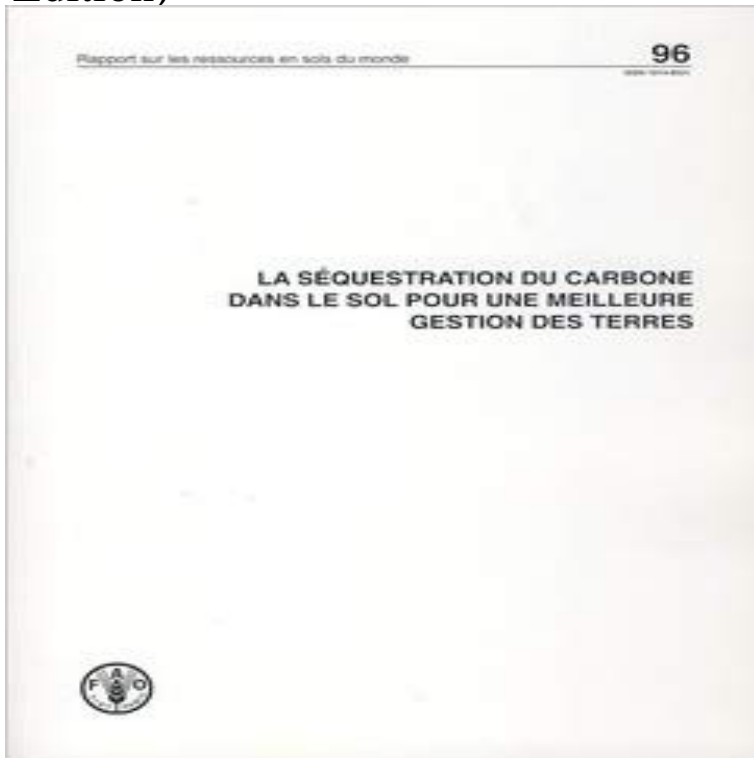 Rapport sur les ressources en sols du monde
96
LA SÉQUESTRATION DU CARBONE
DANS LE SOL POUR UNE MEILLEURE
GESTION DES TERRES
F A O